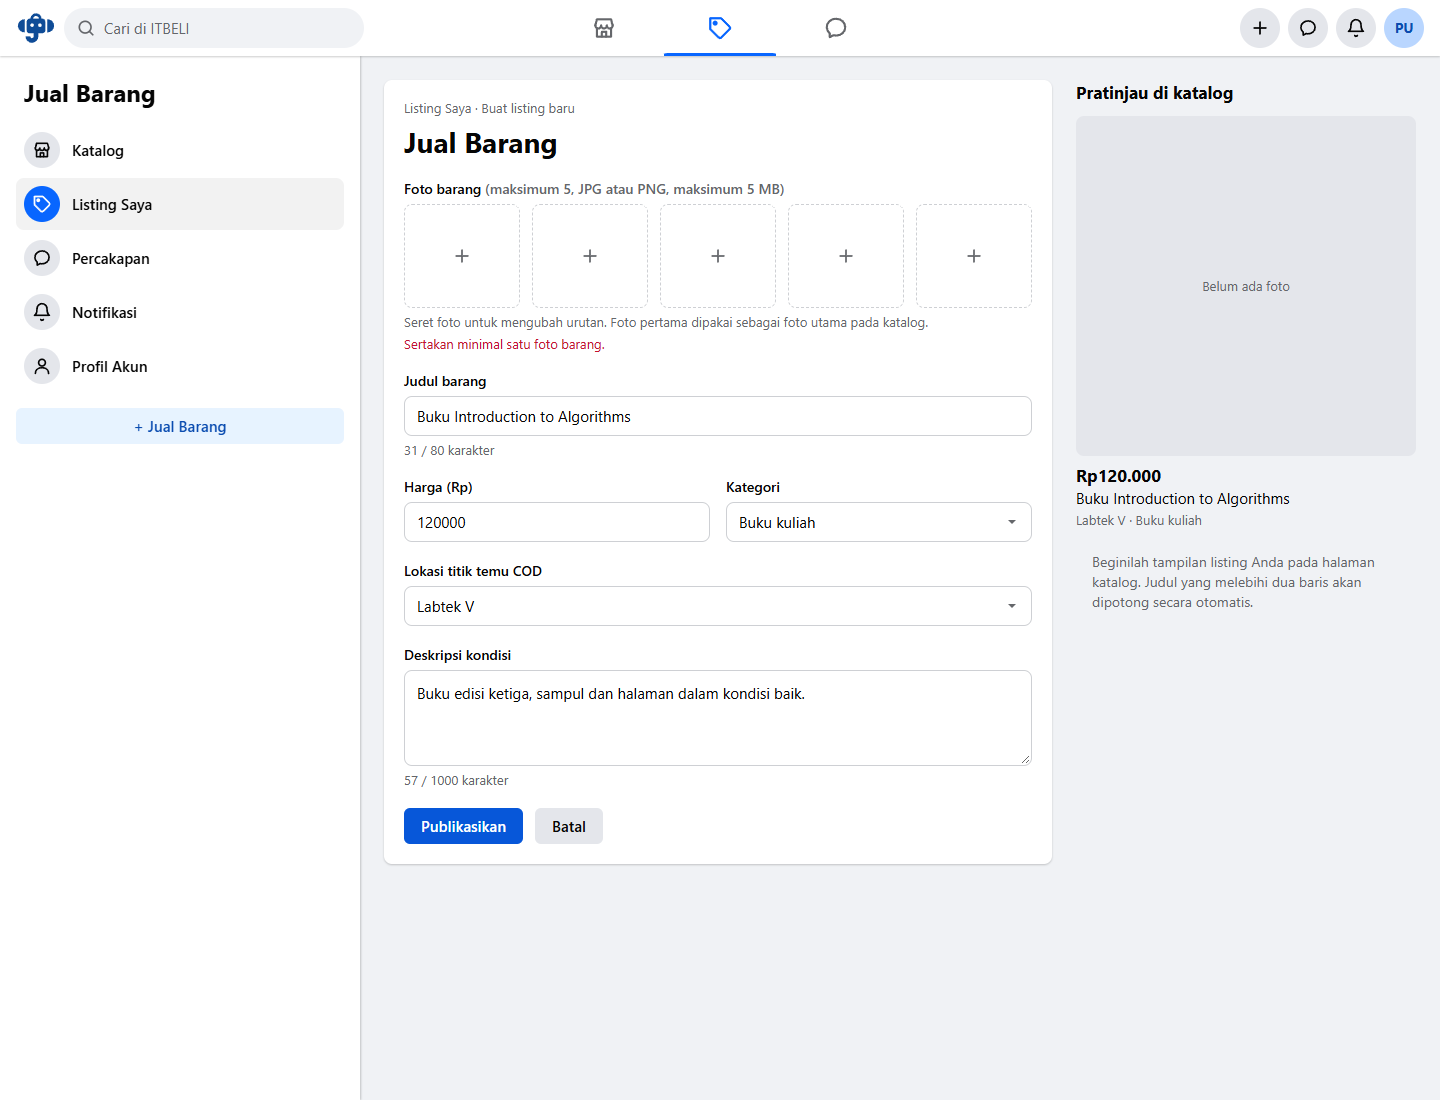 Cari di ITBELI
PU
Jual Barang
Katalog
Listing Saya
Percakapan
Notifikasi
Profil Akun
+ Jual Barang
Listing Saya · Buat listing baru
Jual Barang
Foto barang (maksimum 5, JPG atau PNG, maksimum 5 MB)
+ + + + +
Seret foto untuk mengubah urutan. Foto pertama dipakai sebagai foto utama pada katalog.
Sertakan minimal satu foto barang.
Judul barang
Buku Introduction to Algorithms
31 / 80 karakter
Harga (Rp)
120000
Kategori
Buku kuliah
Lokasi titik temu COD
Labtek V
Deskripsi kondisi
Buku edisi ketiga, sampul dan halaman dalam kondisi baik.
57 / 1000 karakter
Publikasikan
Batal
Pratinjau di katalog
Belum ada foto
Rp120.000
Buku Introduction to Algorithms
Labtek V · Buku kuliah
Beginilah tampilan listing Anda pada halaman
katalog. Judul yang melebihi dua baris akan
dipotong secara otomatis.